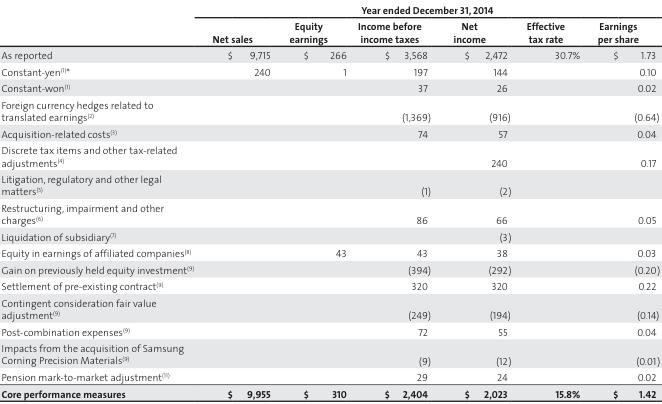 Year ended December 31, 2014
Net sales Equity earnings Income before income taxes Net income Effective tax rate Earnings per share
As reported $ 9,715 $ 266 $ 3,568 $ 2,472 30.7% $ 1.73
Constant-yen(1)* 240 1 197 144 0.10
Constant-won(1) 37 26 0.02
Foreign currency hedges related to
translated earnings(2) (1,369) (916) (0.64)
Acquisition-related costs(3) 74 57 0.04
Discrete tax items and other tax-related
adjustments(4) 240 0.17
Litigation, regulatory and other legal
matters(5) (1) (2)
Restructuring, impairment and other
charges(6) 86 66 0.05
Liquidation of subsidiary(7) (3)
Equity in earnings of affiliated companies(8) 43 43 38 0.03
Gain on previously held equity investment(9) (394) (292) (0.20)
Settlement of pre-existing contract(9) 320 320 0.22
Contingent consideration fair value
adjustment(9) (249) (194) (0.14)
Post-combination expenses(9) 72 55 0.04
Impacts from the acquisition of Samsung
Corning Precision Materials(9) (9) (12) (0.01)
Pension mark-to-market adjustment(11) 29 24 0.02
Core performance measures $ 9,955 $ 310 $ 2,404 $ 2,023 15.8% $ 1.42